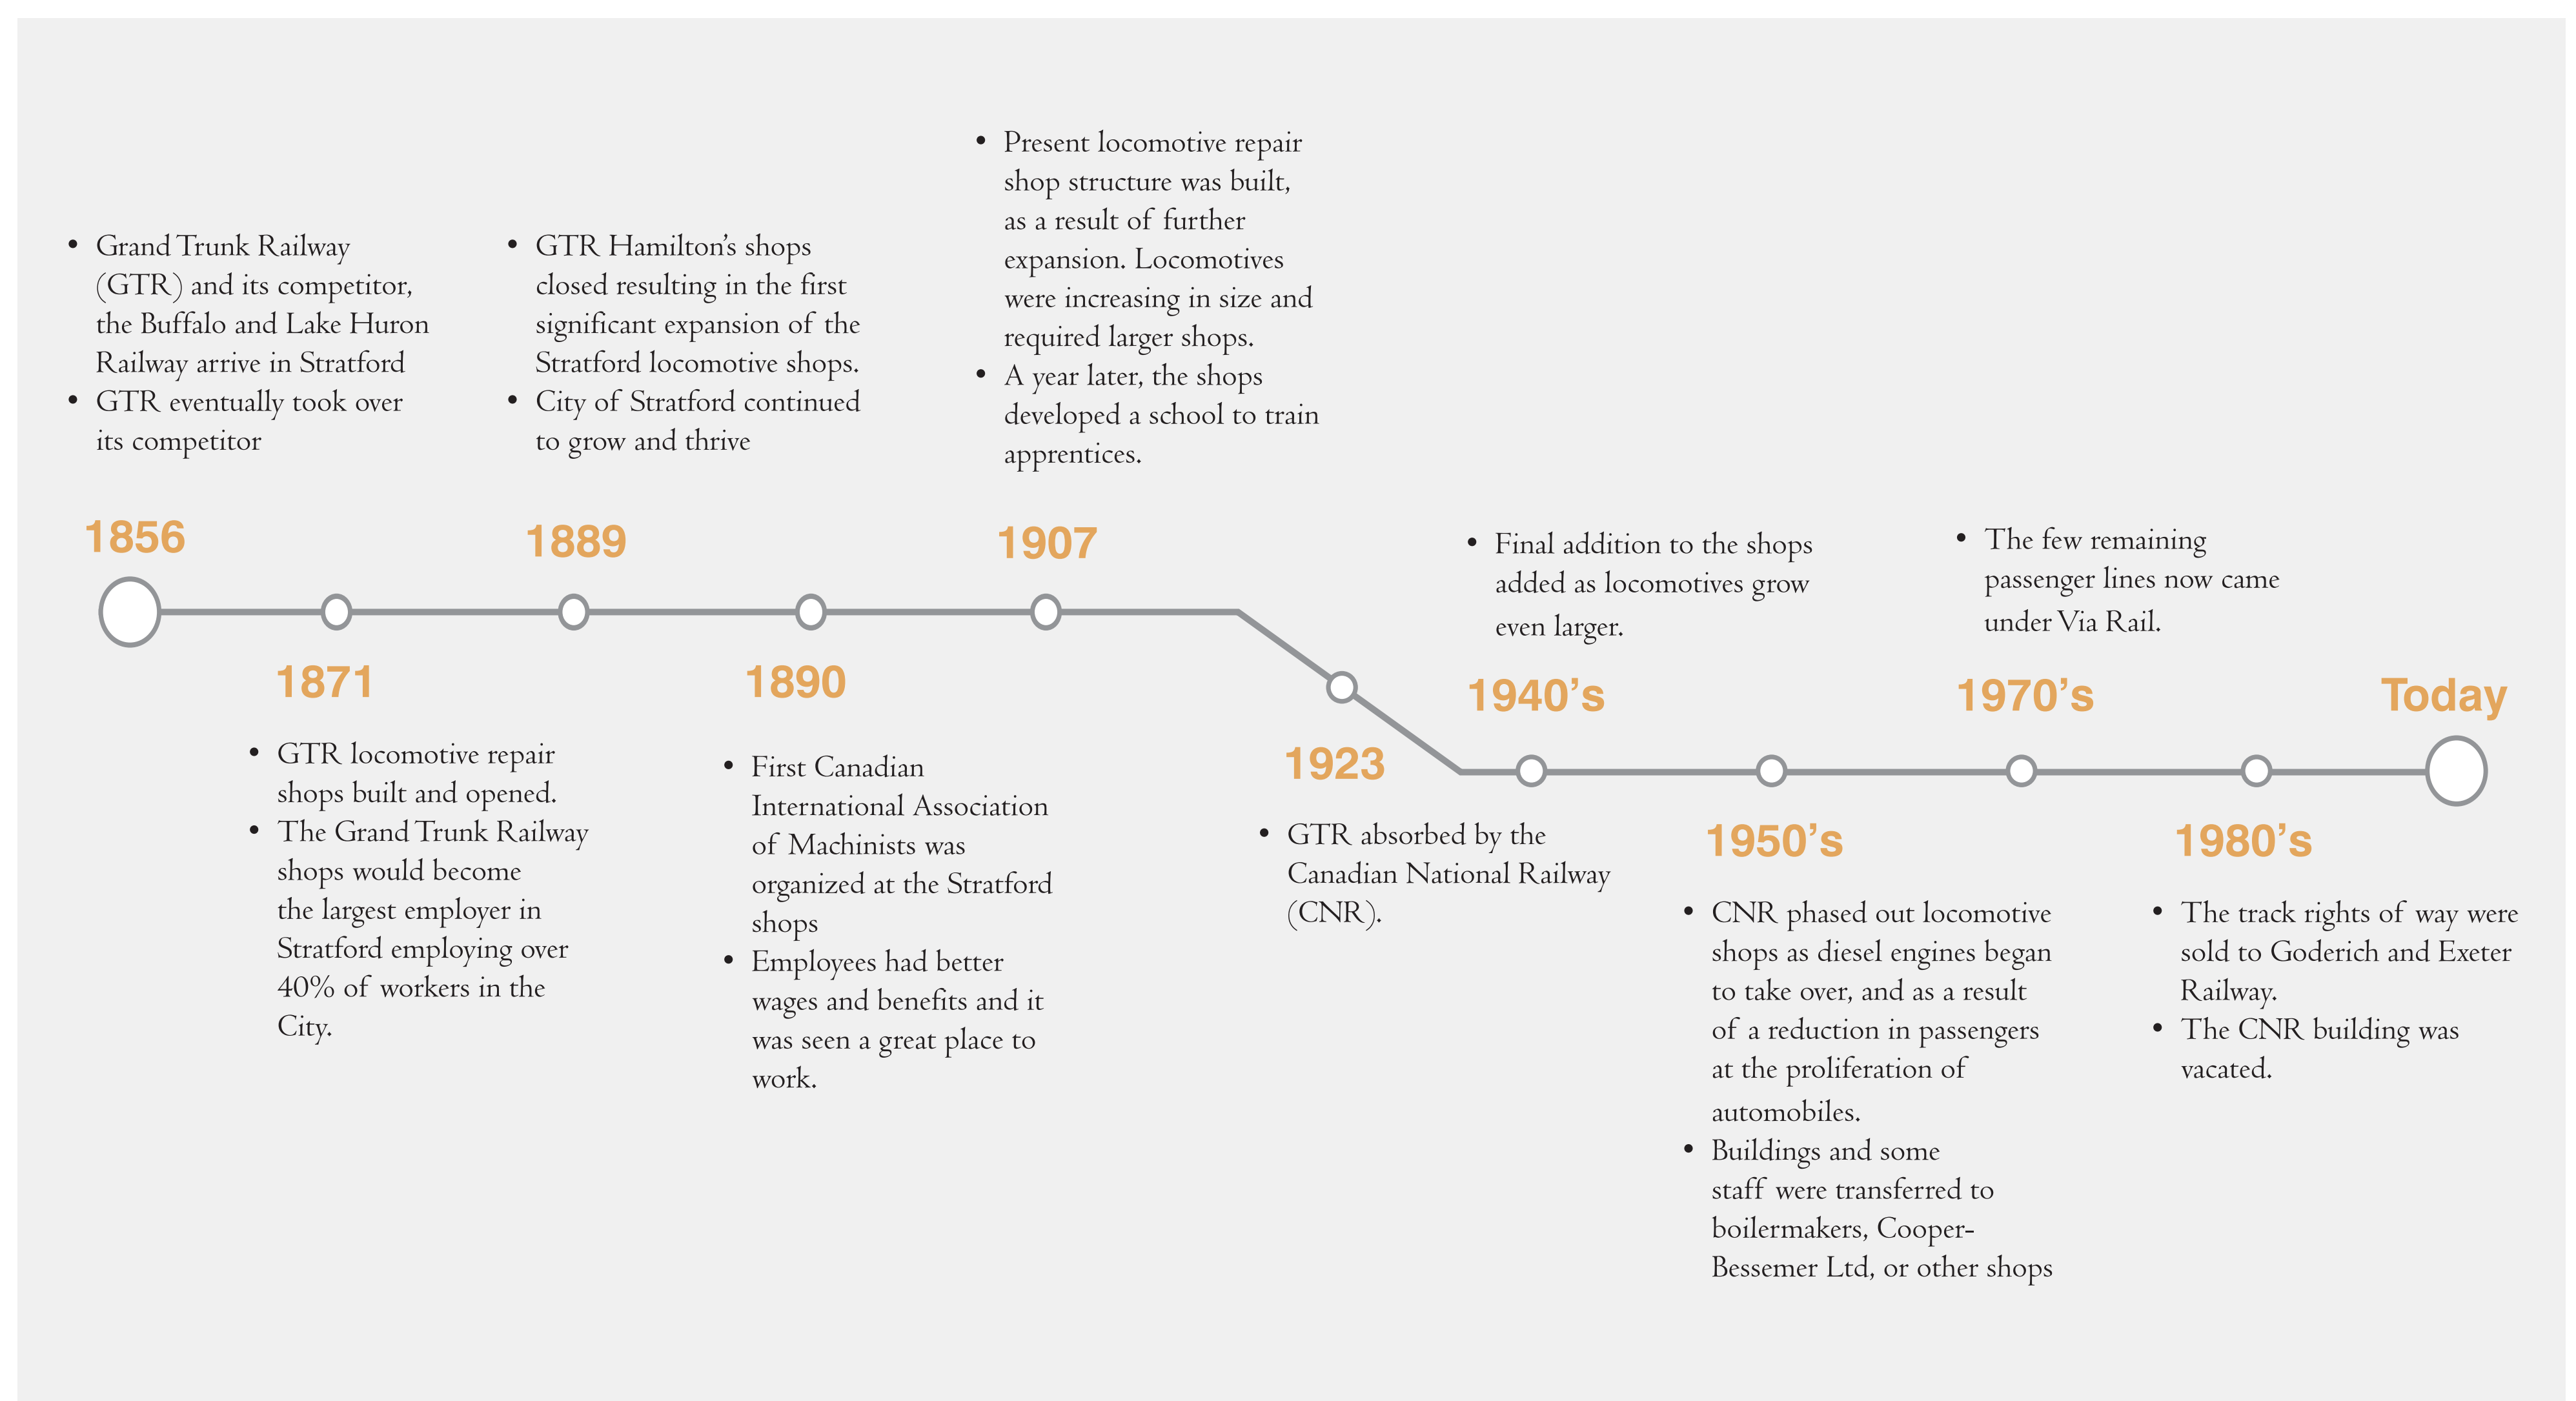 • Grand Trunk Railway
(GTR) and its competitor,
the Buffalo and Lake Huron
Railway arrive in Stratford
• GTR eventually took over
its competitor
1856
1871
• GTR locomotive repair
shops built and opened.
• The Grand Trunk Railway
shops would become
the largest employer in
Stratford employing over
40% of workers in the
City.
• GTR Hamilton’s shops
closed resulting in the first
significant expansion of the
Stratford locomotive shops.
• City of Stratford continued
to grow and thrive
1889
1890
• First Canadian
International Association
of Machinists was
organized at the Stratford
shops
• Employees had better
wages and benefits and it
was seen a great place to
work.
• Present locomotive repair
shop structure was built,
as a result of further
expansion. Locomotives
were increasing in size and
required larger shops.
• A year later, the shops
developed a school to train
apprentices.
1907
1923
• GTR absorbed by the
Canadian National Railway
(CNR).
• Final addition to the shops
added as locomotives grow
even larger.
1940’s
1950’s
• CNR phased out locomotive
shops as diesel engines began
to take over, and as a result
of a reduction in passengers
at the proliferation of
automobiles.
• Buildings and some
staff were transferred to
boilermakers, Cooper-
Bessemer Ltd, or other shops
• The few remaining
passenger lines now came
under Via Rail.
1970’s
1980’s
• The track rights of way were
sold to Goderich and Exeter
Railway.
• The CNR building was
vacated.
Today